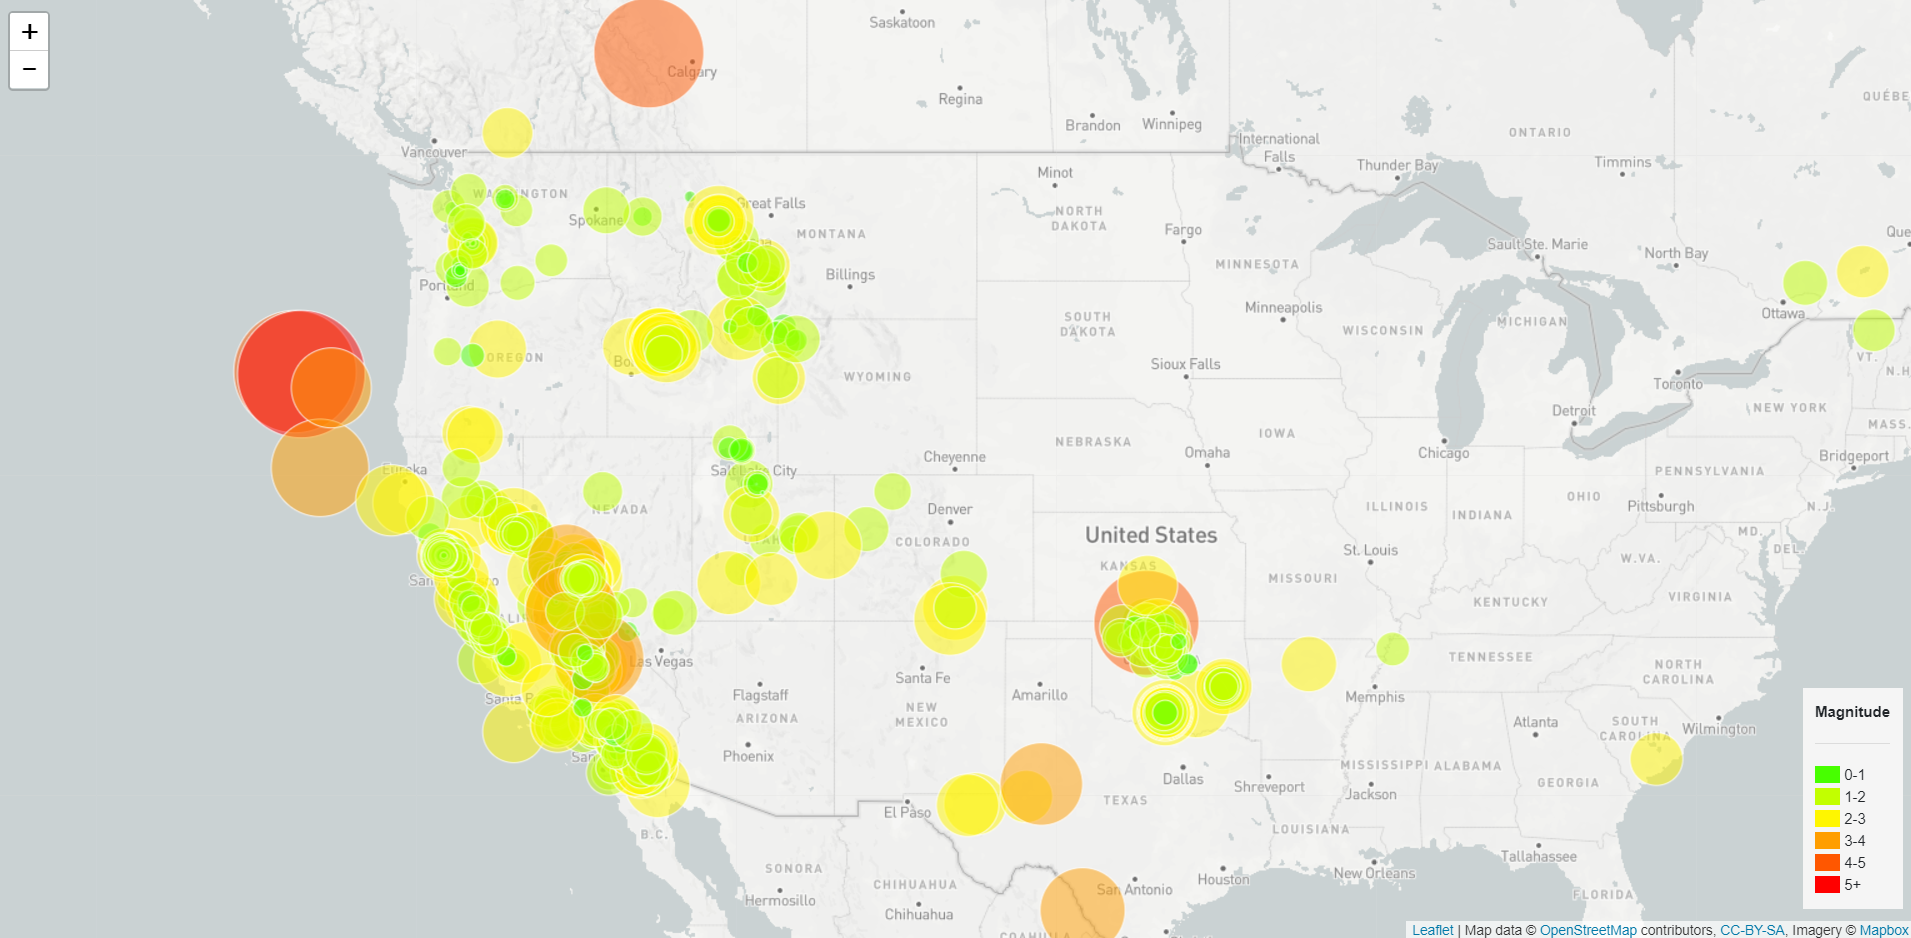 +
−
Saskatoon
Calgary
Regina
Brandon
Winnipeg
Vancouver
International
Falls
Thunder Bay
ONTARIO
Timmins
QUÉBE
Minot
NORTH
DAKOTA
Fargo
Great Falls
MONTANA
Billings
Spokane
Sault Ste. Marie
North Bay
Que
MINNESOTA
Minneapolis
SOUTH
DAKOTA
WISCONSIN
MICHIGAN
Ottawa
VT.
N.H
Portland
OREGON
WYOMING
Sioux Falls
Toronto
NEW YORK
MASS.
Detroit
NEBRASKA
IOWA
Omaha
Chicago
Bridgeport
Cheyenne
Eureka
Salt Lake City
PENNSYLVANIA
Pittsburgh
OHIO
ILLINOIS
INDIANA
N.J.
NEVADA
UTAH
Denver
COLORADO
United States
KANSAS
MD.
DEL.
St. Louis
W.VA.
MISSOURI
KENTUCKY
VIRGINIA
Las Vegas
TENNESSEE
Santa Fe
NORTH
CAROLINA
Flagstaff
ARIZONA
NEW
MEXICO
Amarillo
Memphis
Atlanta
SOUTH
CAROLINA
Wilmington
Phoenix
Dallas
Shreveport
MISSISSIPPI
ALABAMA
Jackson
GEORGIA
El Paso
TEXAS
LOUISIANA
B.C.
Tallahassee
SONORA
CHIHUAHUA
Hermosillo
Chihuahua
San Antonio
Houston
New Orleans
FLORIDA
Magnitude
0-1
1-2
2-3
3-4
4-5
5+
Leaflet | Map data © OpenStreetMap contributors, CC-BY-SA, Imagery © Mapbox